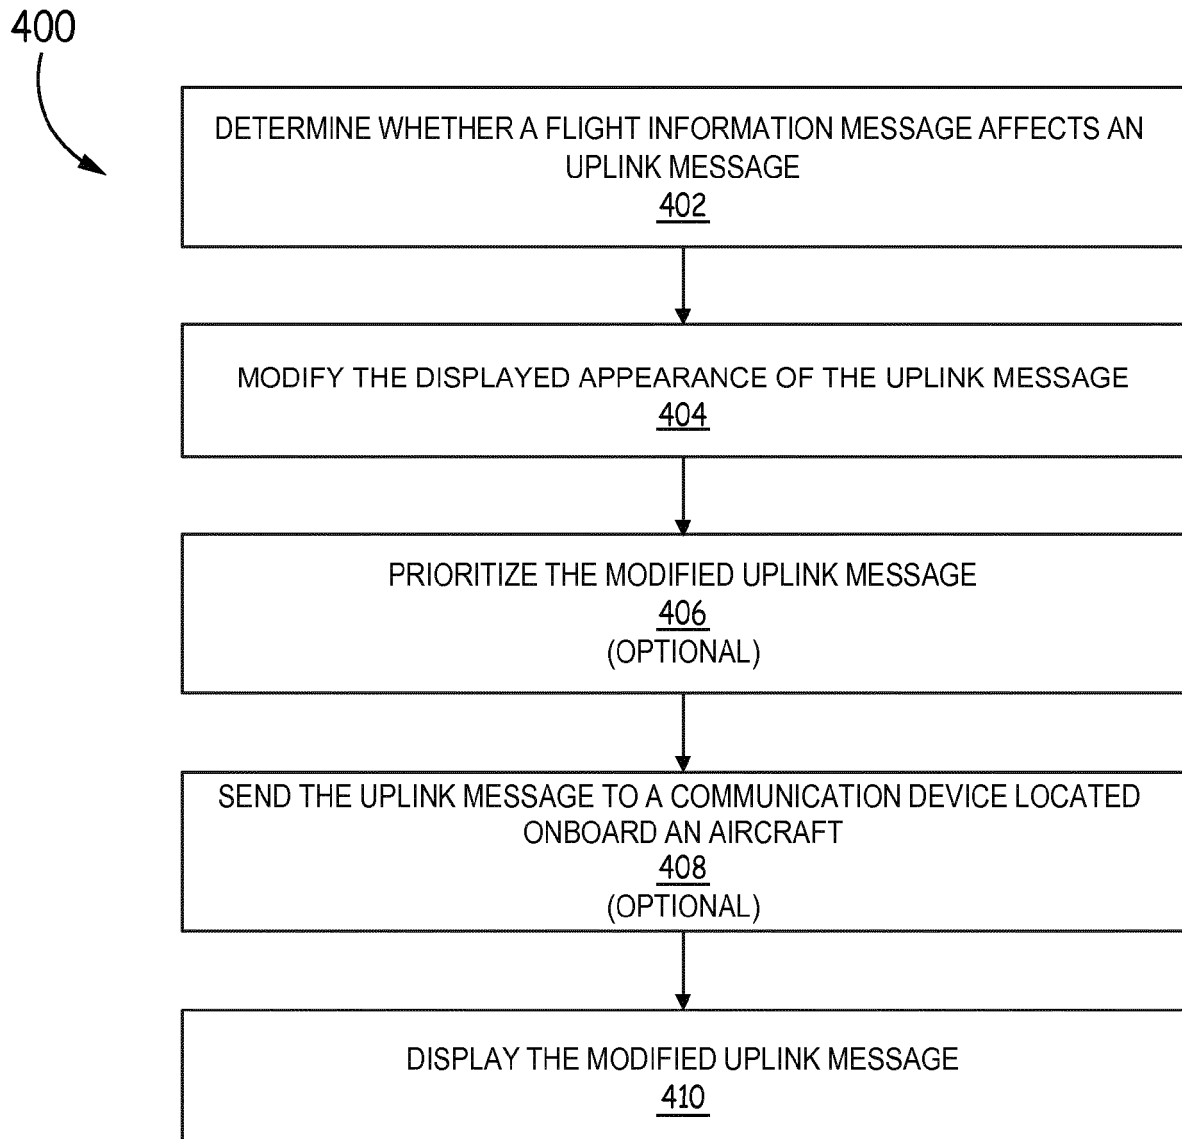 400
DETERMINE WHETHER A FLIGHT INFORMATION MESSAGE AFFECTS AN
UPLINK MESSAGE
402
MODIFY THE DISPLAYED APPEARANCE OF THE UPLINK MESSAGE
404
PRIORITIZE THE MODIFIED UPLINK MESSAGE
406
(OPTIONAL)
SEND THE UPLINK MESSAGE TO A COMMUNICATION DEVICE LOCATED
ONBOARD AN AIRCRAFT
408
(OPTIONAL)
DISPLAY THE MODIFIED UPLINK MESSAGE
410